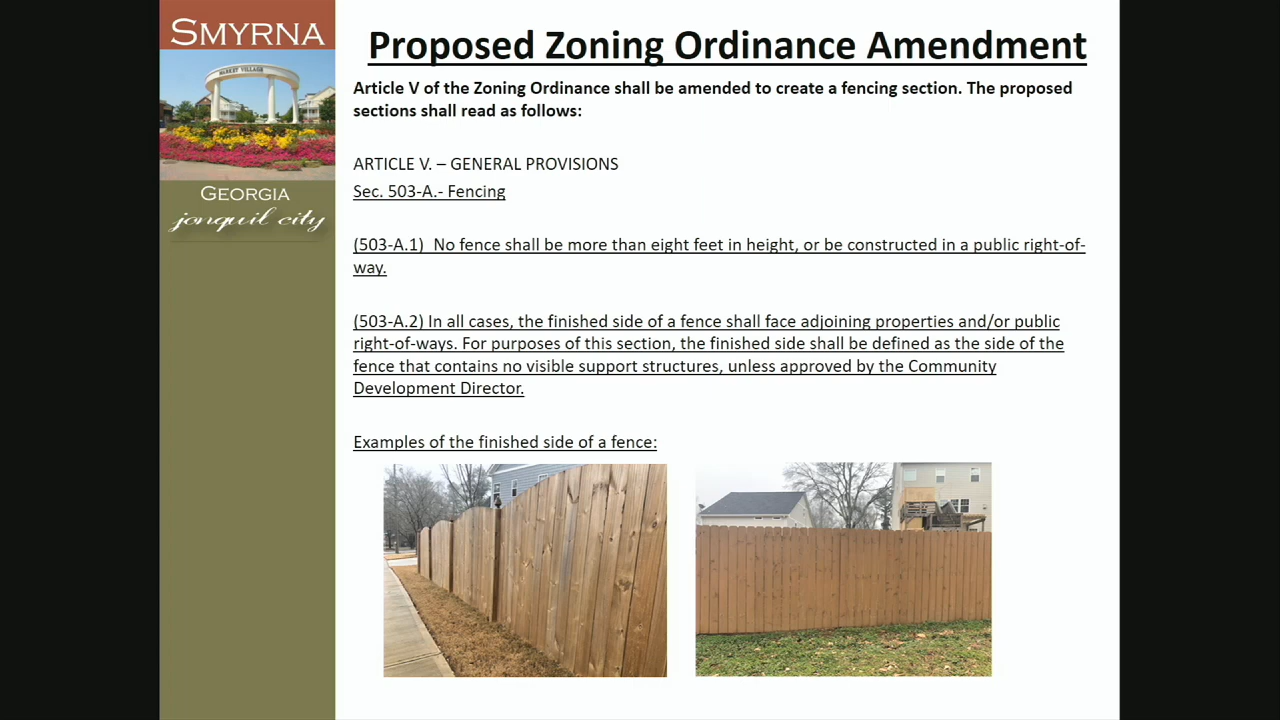 SMYRNA
MARKET VILLAGE
GEORGIA
jonquil city
Proposed Zoning Ordinance Amendment
Article V of the Zoning Ordinance shall be amended to create a fencing section. The proposed
sections shall read as follows:
ARTICLE V. – GENERAL PROVISIONS
Sec. 503-A.- Fencing
(503-A.1)  No fence shall be more than eight feet in height, or be constructed in a public right-of-
way.
(503-A.2) In all cases, the finished side of a fence shall face adjoining properties and/or public
right-of-ways. For purposes of this section, the finished side shall be defined as the side of the
fence that contains no visible support structures, unless approved by the Community
Development Director.
Examples of the finished side of a fence: